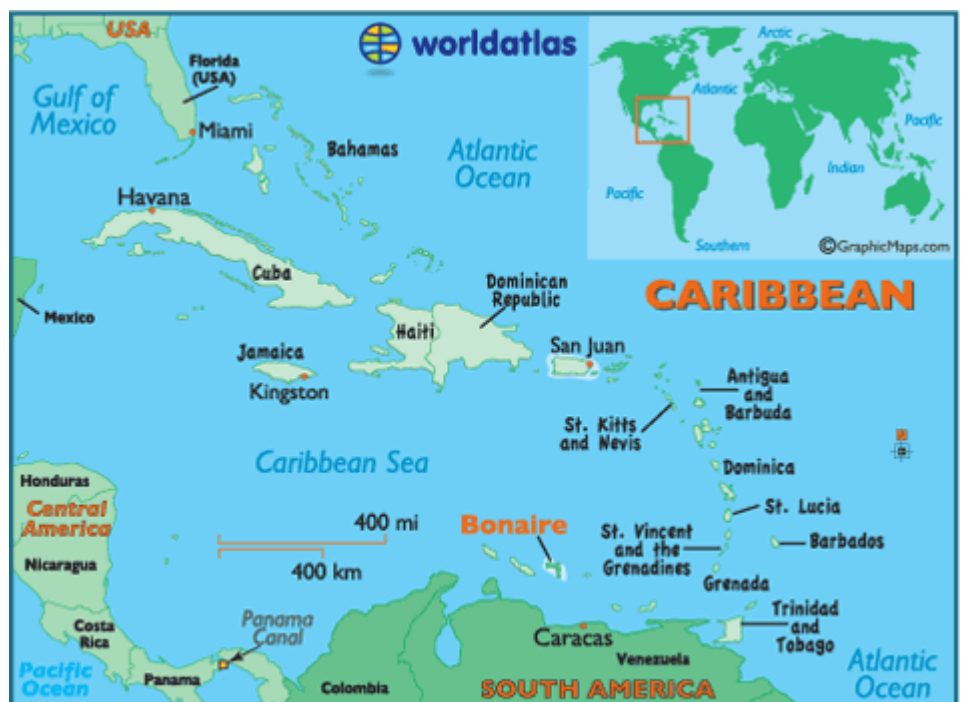 USA
worldatlas
Arctic
Florida
(USA)
Gulf of
Mexico
Atlantic
Pacific
Miami
Bahamas
Atlantic
Ocean
Indian
Pacific
Havana
Southern
©GraphicMaps.com
Cuba
Dominican
Republic
CARIBBEAN
Mexico
Haiti
Jamaica
San Juan
Kingston
Antigua
and
Barbuda
St. Kitts
and Nevis
Caribbean Sea
Dominica
Honduras
Central
America
St. Lucia
400 mi
Bonaire
St. Vincent
and the
Grenadines
Barbados
Nicaragua
400 km
Grenada
Costa
Rica
Panama
Canal
Trinidad
and
Tobago
Caracas
Pacific
Ocean
Panama
Colombia
Venezuela
SOUTH AMERICA
Atlantic
Ocean